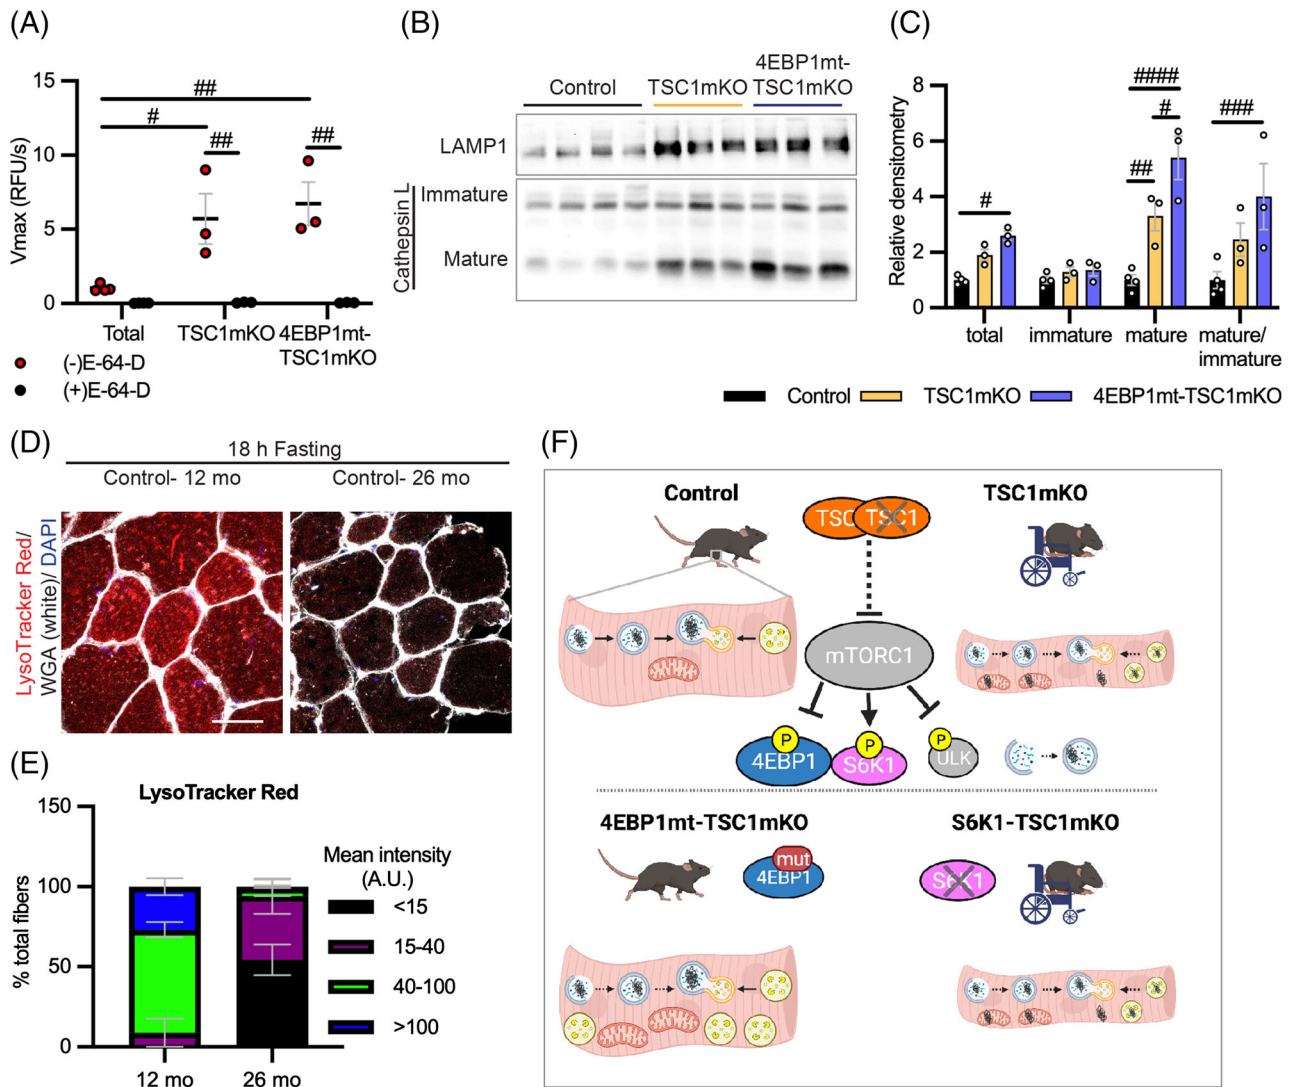 (A)
15
10
5
0
Vmax (RFU/s)
##
#
##
##
Total
TSC1mKO
4EBP1mt-
TSC1mKO
(-)E-64-D
(+)E-64-D
(B)
Control
TSC1mKO
4EBP1mt-
TSC1mKO
LAMP1
Cathepsin L
Immature
Mature
(C)
8
6
4
2
0
Relative densitometry
#
####
#
##
###
total
immature
mature
mature/
immature
Control
TSC1mKO
4EBP1mt-TSC1mKO
(D)
18 h Fasting
Control- 12 mo
Control- 26 mo
LysoTracker Red/
WGA (white)/ DAPI
(E)
LysoTracker Red
100
50
0
% total fibers
12 mo
26 mo
Mean intensity
(A.U.)
<15
15-40
40-100
>100
(F)
Control
TSC1mKO
TSC1
mTORC1
P
4EBP1
P
S6K1
P
ULK
4EBP1mt-TSC1mKO
mut
4EBP1
S6K1-TSC1mKO
S6K1